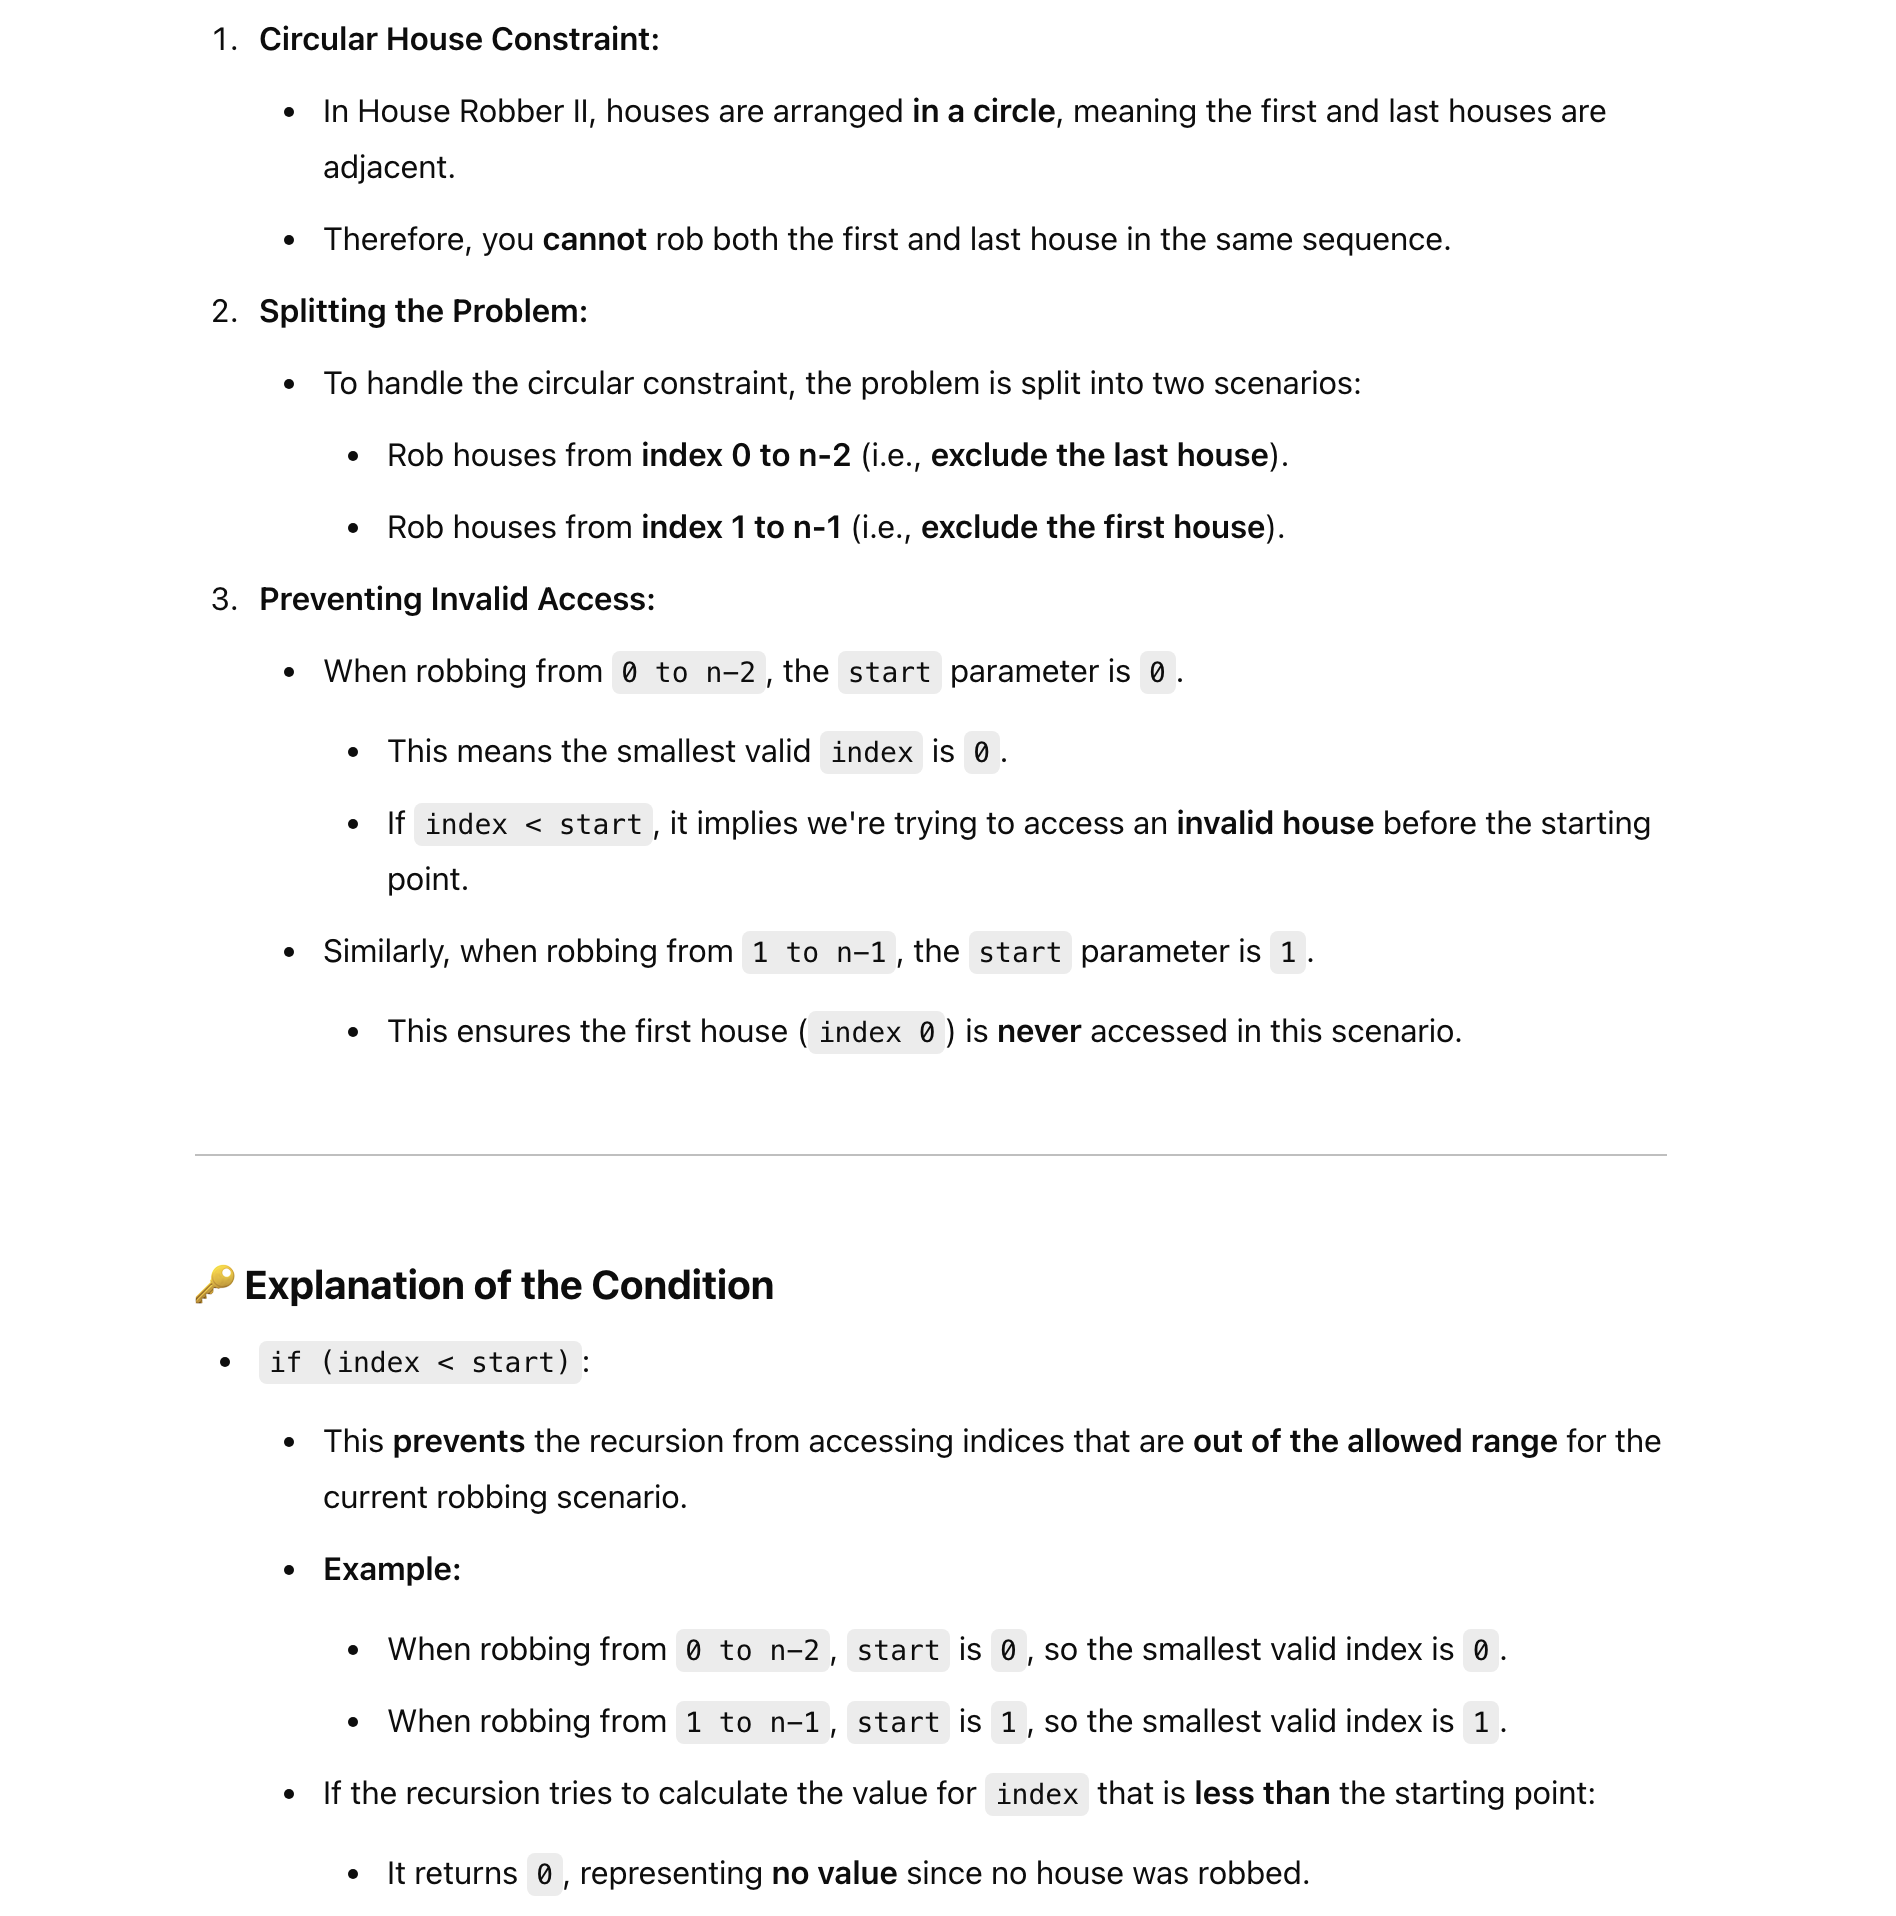 1. Circular House Constraint:
• In House Robber II, houses are arranged in a circle, meaning the first and last houses are
adjacent.
• Therefore, you cannot rob both the first and last house in the same sequence.
2. Splitting the Problem:
• To handle the circular constraint, the problem is split into two scenarios:
• Rob houses from index 0 to n-2 (i.e., exclude the last house).
• Rob houses from index 1 to n-1 (i.e., exclude the first house).
3. Preventing Invalid Access:
• When robbing from 0 to n-2, the start parameter is 0.
• This means the smallest valid index is 0.
• If index < start, it implies we're trying to access an invalid house before the starting
point.
• Similarly, when robbing from 1 to n-1, the start parameter is 1.
• This ensures the first house (index 0) is never accessed in this scenario.
🔑 Explanation of the Condition
• if (index < start):
• This prevents the recursion from accessing indices that are out of the allowed range for the
current robbing scenario.
• Example:
• When robbing from 0 to n-2, start is 0, so the smallest valid index is 0.
• When robbing from 1 to n-1, start is 1, so the smallest valid index is 1.
• If the recursion tries to calculate the value for index that is less than the starting point:
• It returns 0, representing no value since no house was robbed.